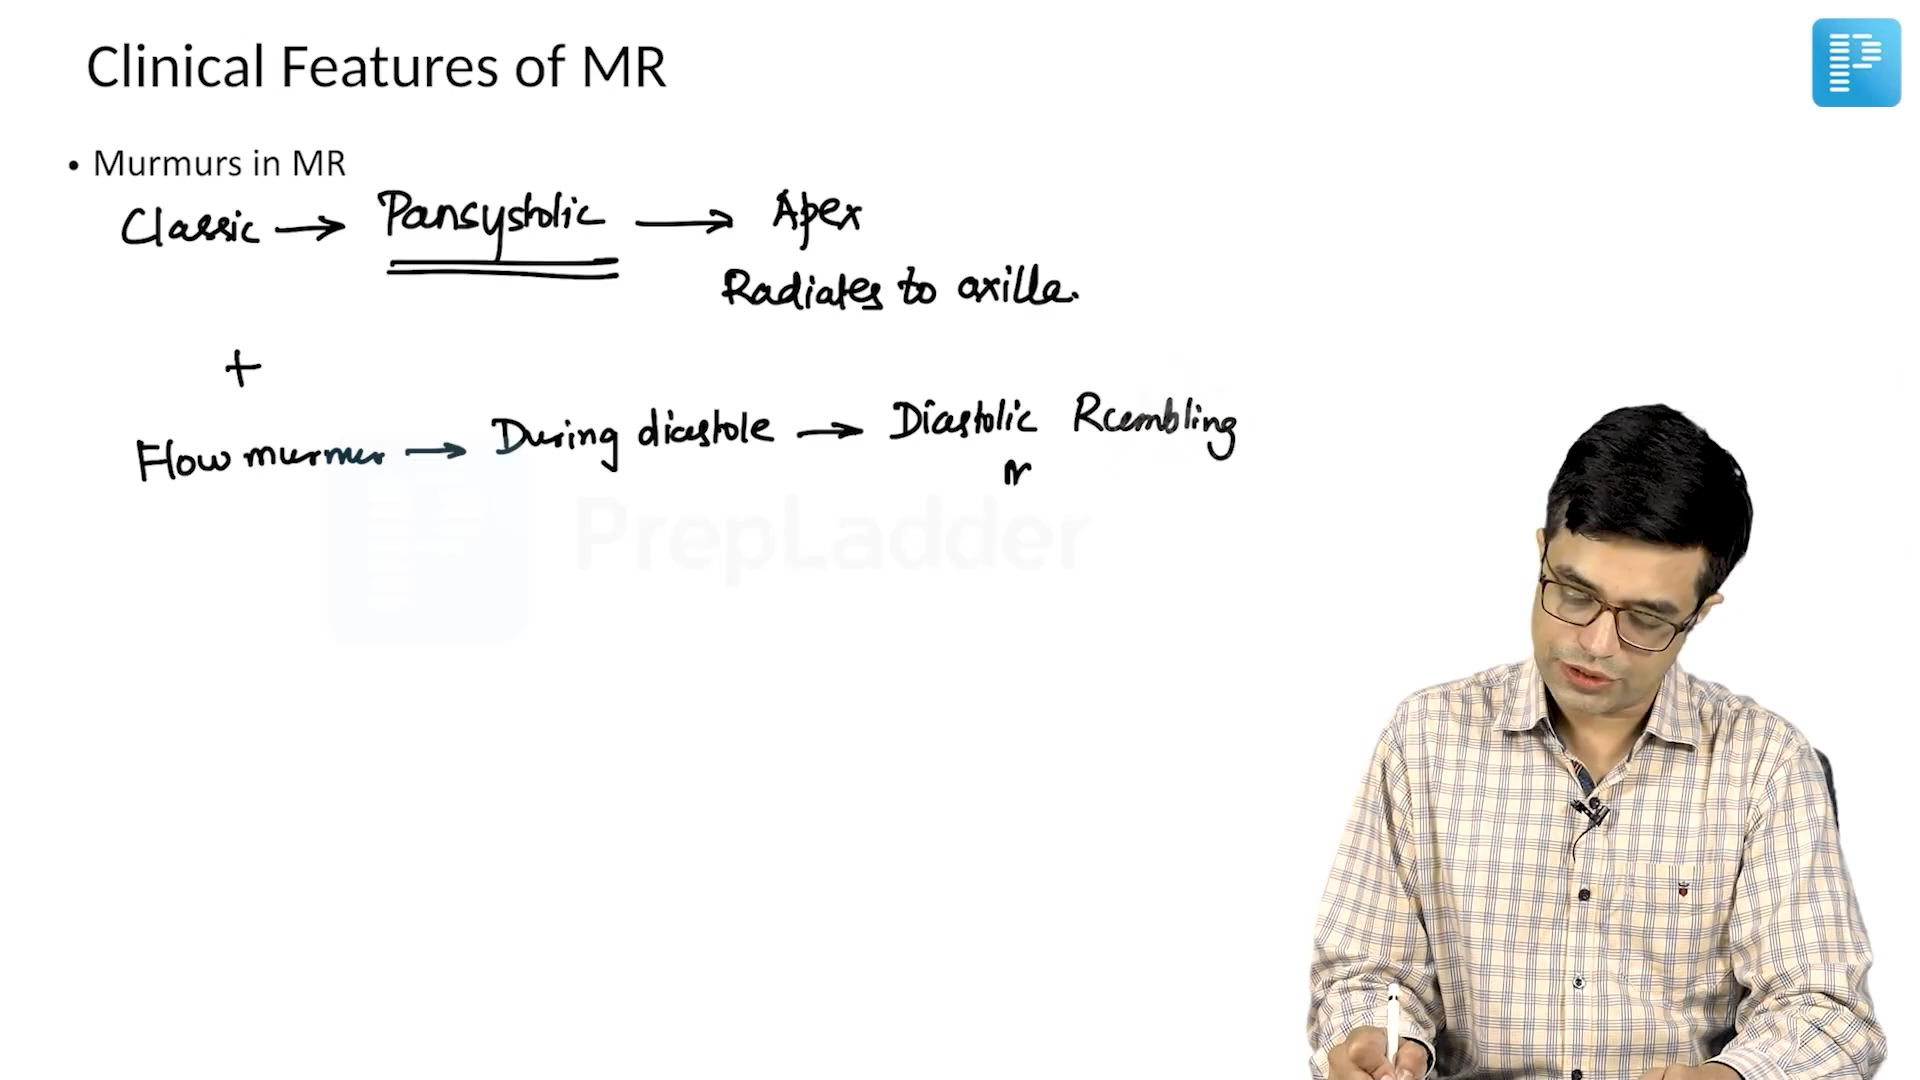 Clinical Features of MR
• Murmurs in MR
Classic → Pansystolic → Apex
Radiates to axilla.
+
Flow murmur → During diastole → Diastolic Rumbling
m
PrepLadder